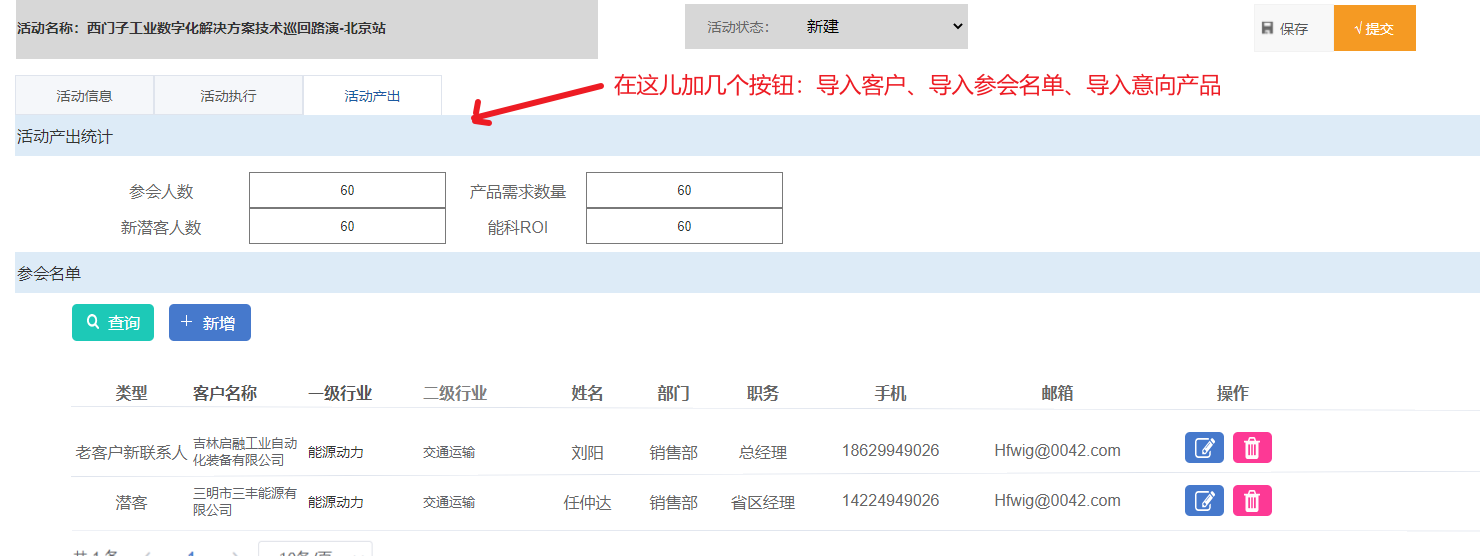 活动名称：西门子工业数字化解决方案技术巡回路演-北京站
活动状态：
新建
保存
√提交
活动信息
活动执行
活动产出
在这儿加几个按钮：导入客户、导入参会名单、导入意向产品
活动产出统计
参会人数
60
产品需求数量
60
新潜客人数
60
能科ROI
60
参会名单
查询
+ 新增
类型 客户名称 一级行业 二级行业 姓名 部门 职务 手机 邮箱 操作
老客户新联系人 吉林启融工业自动 能源动力 交通运输 刘阳 销售部 总经理 18629949026 Hfwig@0042.com
化装备有限公司
潜客 三明市三丰能源有 能源动力 交通运输 任仲达 销售部 省区经理 14224949026 Hfwig@0042.com
限公司
共 1 条 < 1 > 10条/页